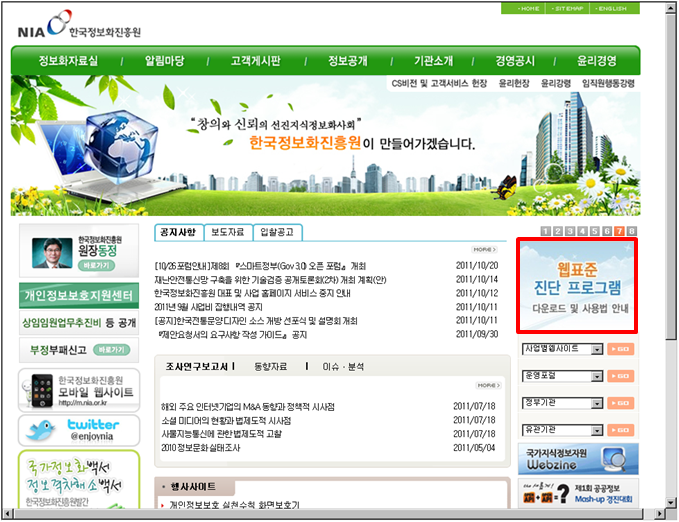 HOME SITEMAP ENGLISH
NIA 한국정보화진흥원
정보화자료실 / 알림마당 / 고객게시판 / 정보공개 / 기관소개 / 경영공시 / 윤리경영
CS비전 및 고객서비스 헌장 윤리헌장 윤리강령 임직원행동강령
"창의와 신뢰의 선진지식정보화사회"
한국정보화진흥원이 만들어가겠습니다.
한국정보화진흥원
원장동정
바로가기
개인정보보호지원센터
상임임원업무추진비 등 공개
부정부패신고 바로가기
한국정보화진흥원
모바일 웹사이트
http://m.nia.or.kr
twitter
@enjoynia
국가정보화백서
정보격차해소백서
한국정보화진흥원발간
공지사항 보도자료 입찰공고
MORE
[10/26 포럼안내] 제8회 『스마트정부(Gov 3.0) 오픈 포럼』 개최 2011/10/20
재난안전통신망 구축을 위한 기술검증 공개토론회(2차) 개최 계획(안) 2011/10/14
한국정보화진흥원 대표 및 사업 홈페이지 서비스 중지 안내 2011/10/12
2011년 9월 사업비 집행내역 공지 2011/10/11
[공지]한국전통문양디자인 소스 개방 선포식 및 설명회 개최 2011/10/11
『제안요청서의 요구사항 작성 가이드』 공지 2011/09/30
조사연구보고서 동향자료 이슈·분석
MORE
해외 주요 인터넷기업의 M&A 동향과 정책적 시사점 2011/07/18
소셜 미디어의 현황과 법제도적 시사점 2011/07/18
사물지능통신에 관한 법제도적 고찰 2011/07/18
2010 정보문화 실태조사 2011/05/04
행사사이트
개인정보보호 실천수칙 화면보호기
1 2 3 4 5 6 7 8
웹표준
진단 프로그램
다운로드 및 사용법 안내
사업별웹사이트 GO
운영포럼 GO
정부기관 GO
유관기관 GO
국가지식정보자원
Webzine
제1회 공공정보
Mash-up 경진대회